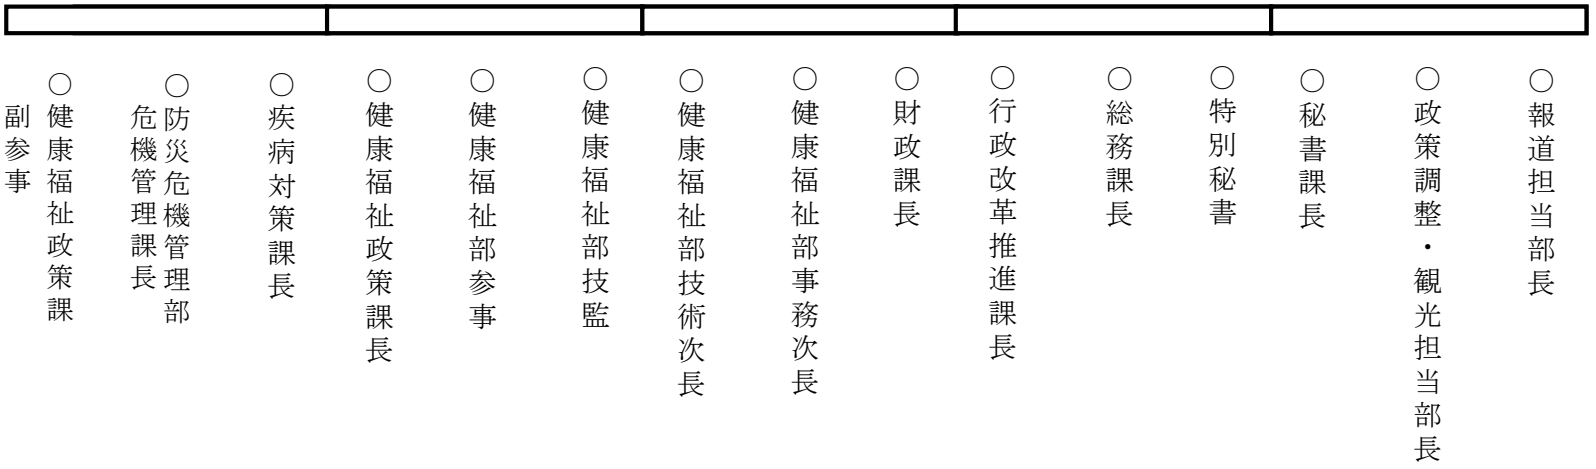 ○報道担当部長
○政策調整・観光担当部長
○秘書課長
○特別秘書
○総務課長
○行政改革推進課長
○財政課長
○健康福祉部事務次長
○健康福祉部技術次長
○健康福祉部技監
○健康福祉部参事
○健康福祉政策課長
○疾病対策課長
○防災危機管理部
危機管理課長
○健康福祉政策課
副参事